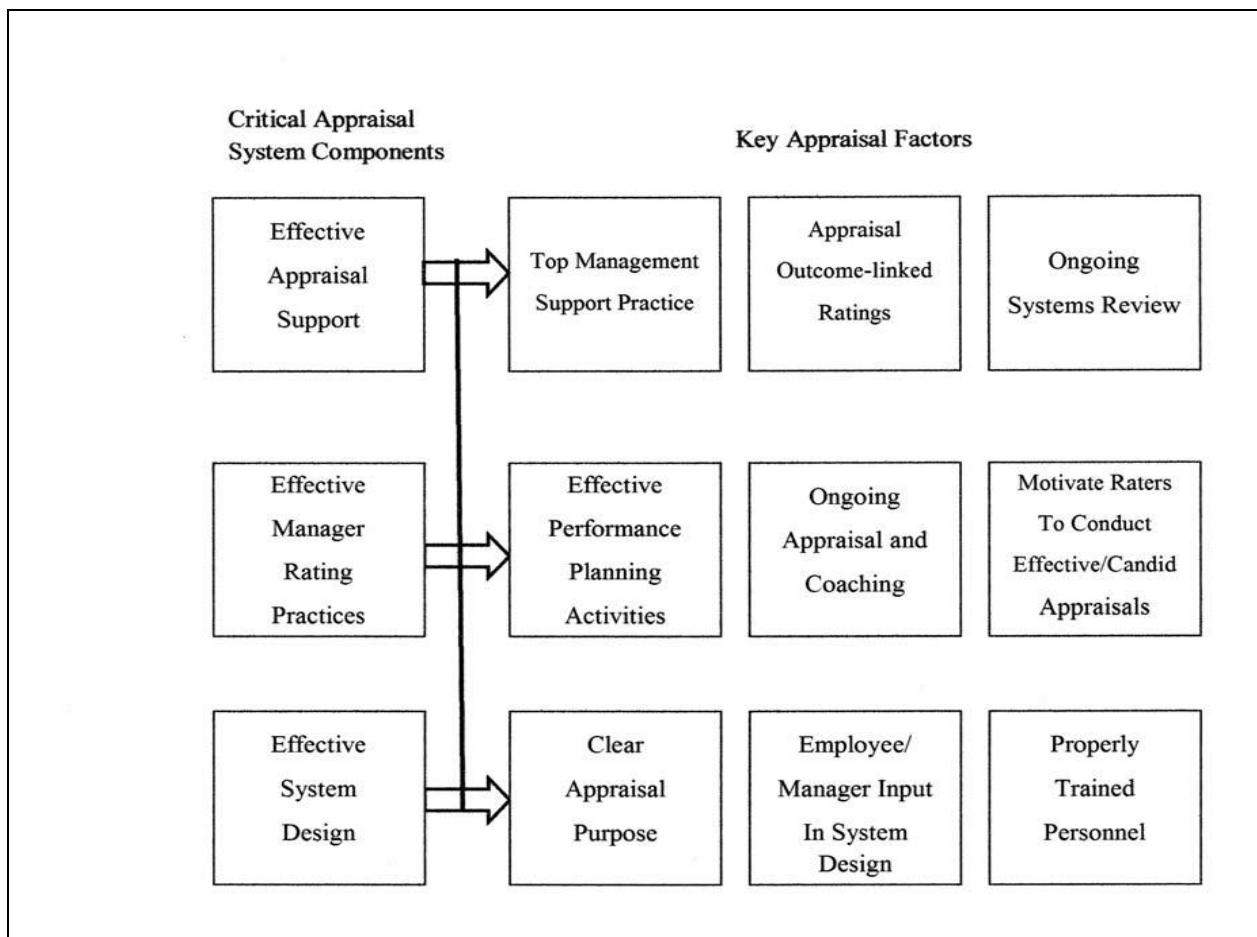 Critical Appraisal
System Components
Key Appraisal Factors
Effective
Appraisal
Support
Top Management
Support Practice
Appraisal
Outcome-linked
Ratings
Ongoing
Systems Review
Effective
Manager
Rating
Practices
Effective
Performance
Planning
Activities
Ongoing
Appraisal and
Coaching
Motivate Raters
To Conduct
Effective/Candid
Appraisals
Effective
System
Design
Clear
Appraisal
Purpose
Employee/
Manager Input
In System
Design
Properly
Trained
Personnel